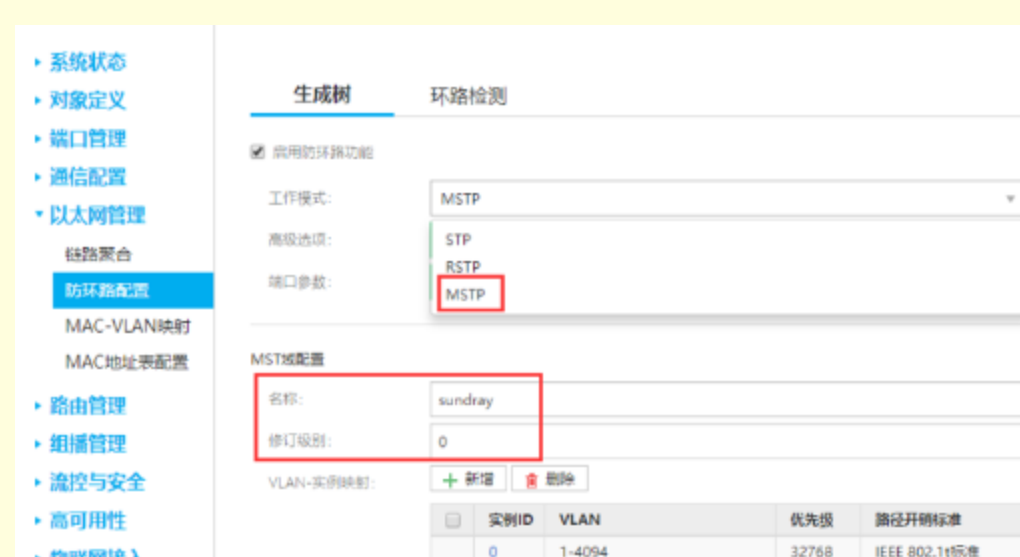 系统状态
对象定义
端口管理
通信配置
以太网管理
链路聚合
防环路配置
MAC-VLAN映射
MAC地址表配置
路由管理
组播管理
流控与安全
高可用性
物联网接入
生成树 环路检测
启用防环路功能
工作模式: MSTP
高级选项: STP
RSTP
端口参数: MSTP
MST域配置
名称: sundray
修订级别: 0
VLAN-实例映射: 新增 删除
实例ID VLAN 优先级 路径开销标准
0 1-4094 32768 IEEE 802.1t标准